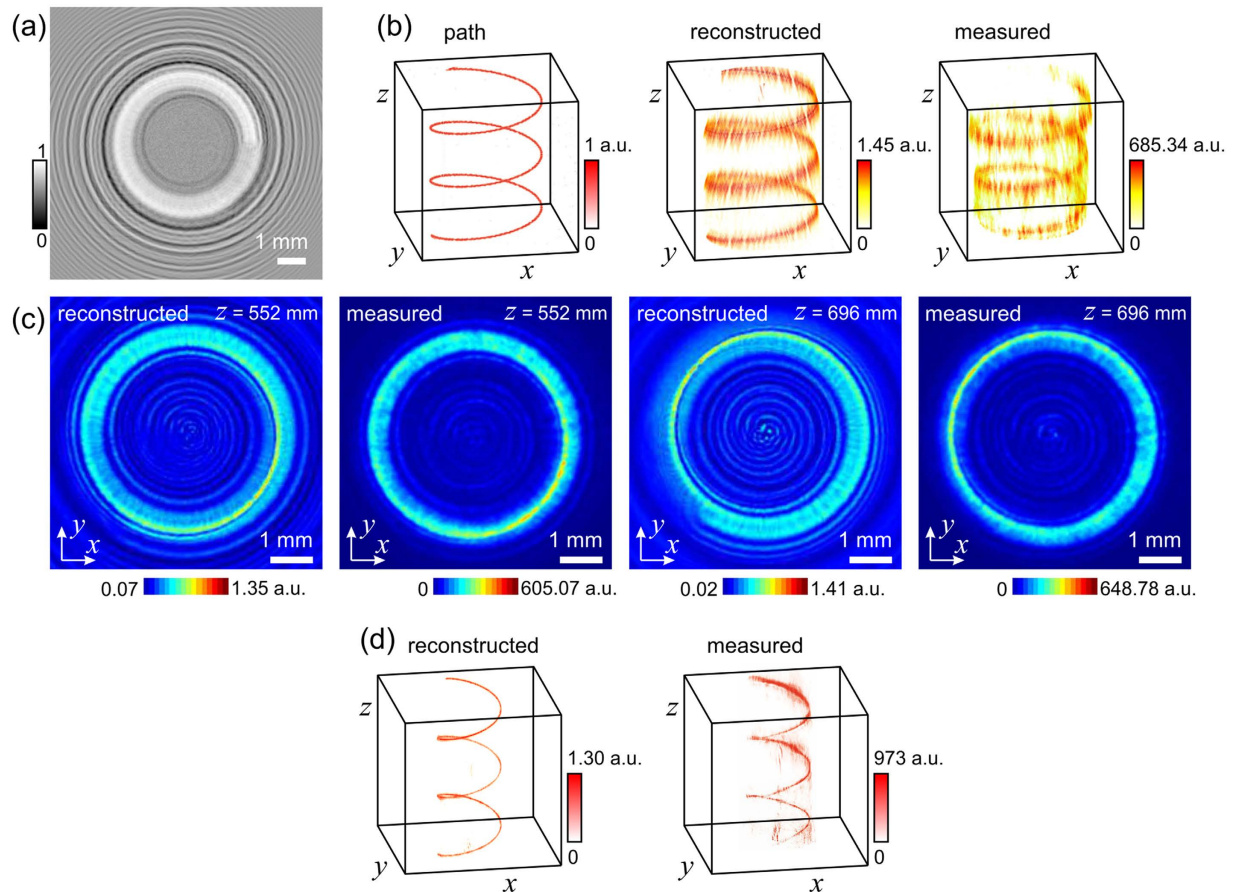 (a)
1
0
1 mm
(b)
path
reconstructed
measured
z
y
x
1 a.u.
0
z
y
x
1.45 a.u.
0
z
y
x
685.34 a.u.
0
(c)
reconstructed z = 552 mm
y
x
1 mm
0.07 1.35 a.u.
measured z = 552 mm
y
x
1 mm
0 605.07 a.u.
reconstructed z = 696 mm
y
x
1 mm
0.02 1.41 a.u.
measured z = 696 mm
y
x
1 mm
0 648.78 a.u.
(d)
reconstructed
z
y
x
1.30 a.u.
0
measured
z
y
x
973 a.u.
0